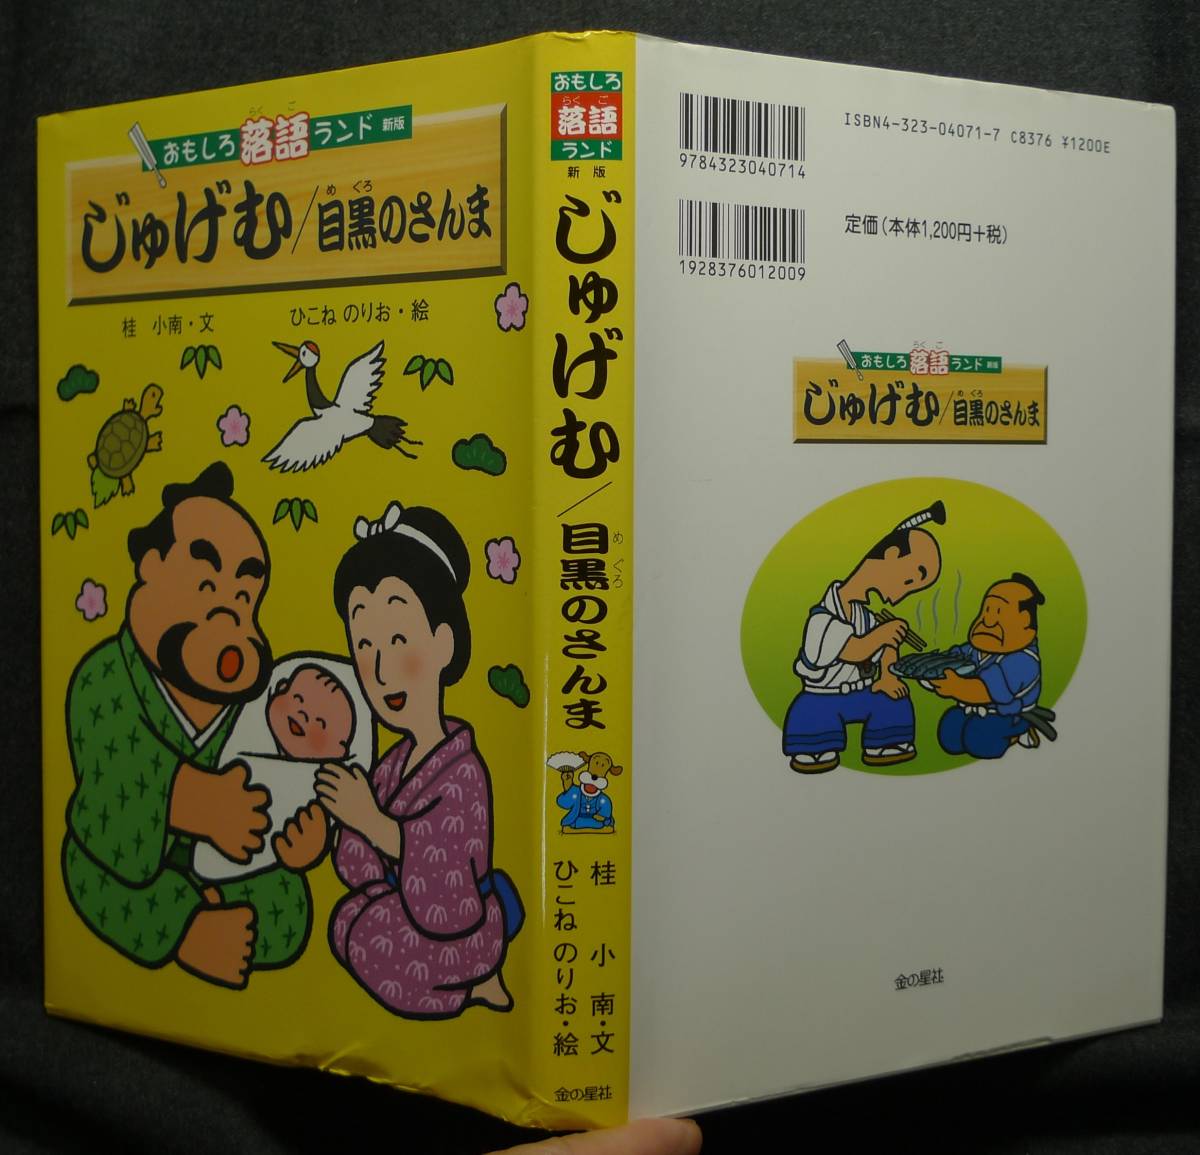 おもしろ落語ランド 新版
らくご
じゅげむ/目黒のさんま
めぐろ
桂 小南・文
ひこね のりお・絵
おもしろ
らくご
落語
ランド
新版
じゅげむ/目黒のさんま
めぐろ
桂 小南・文
ひこね のりお・絵
金の星社
9784323040714
ISBN4-323-04071-7 C8376 ¥1200E
1928376012009
定価(本体1,200円+税)
おもしろ落語ランド 新版
らくご
じゅげむ/目黒のさんま
めぐろ
金の星社